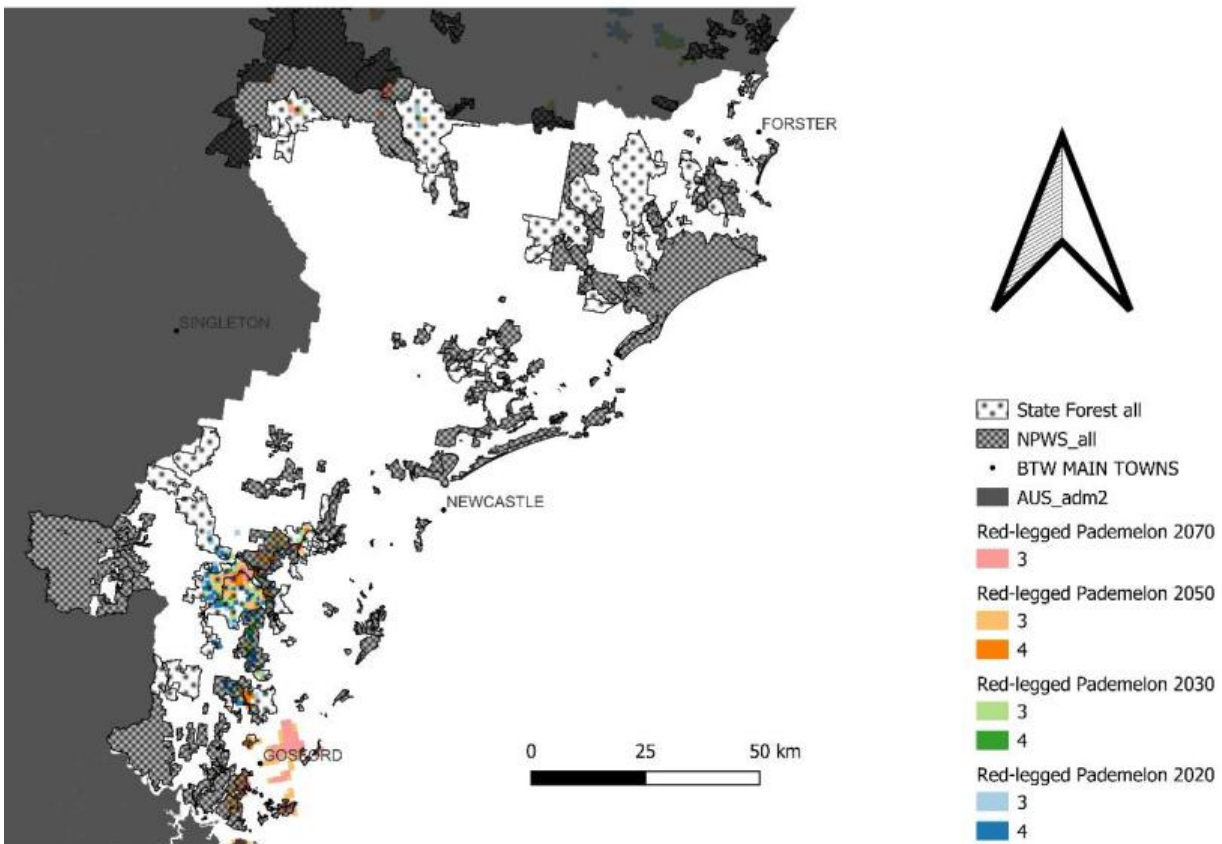 FORSTER
SINGLETON
NEWCASTLE
GOSFORD
0 25 50 km
State Forest all
NPWS_all
BTW MAIN TOWNS
AUS_adm2
Red-legged Pademelon 2070
3
Red-legged Pademelon 2050
3
4
Red-legged Pademelon 2030
3
4
Red-legged Pademelon 2020
3
4